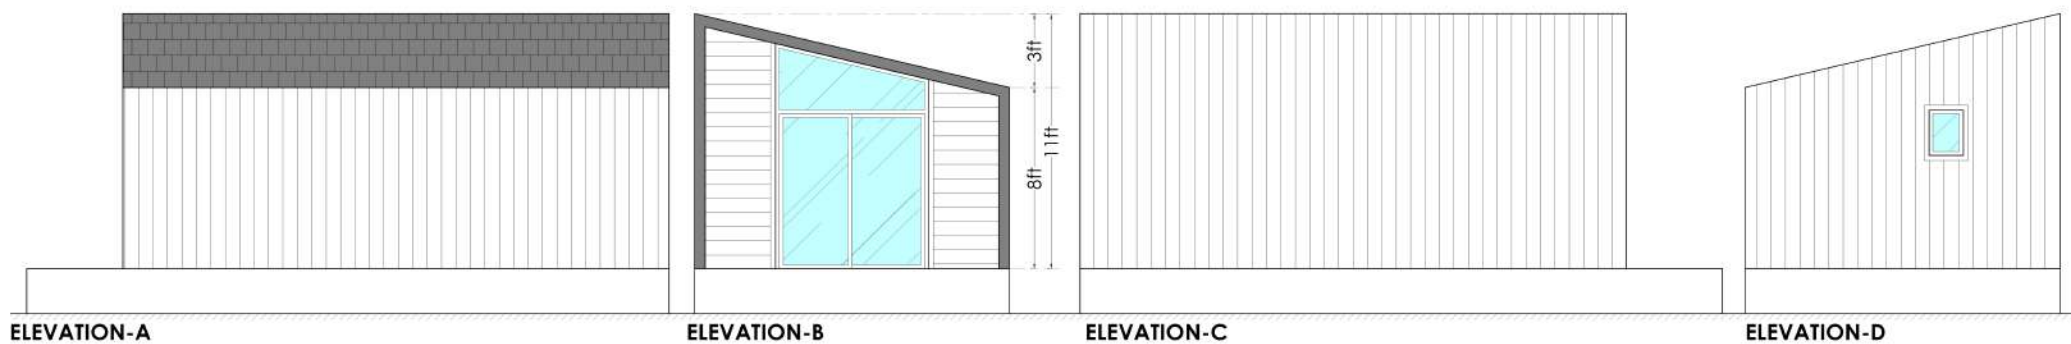 3ft
11ft
8ft
ELEVATION-A
ELEVATION-B
ELEVATION-C
ELEVATION-D